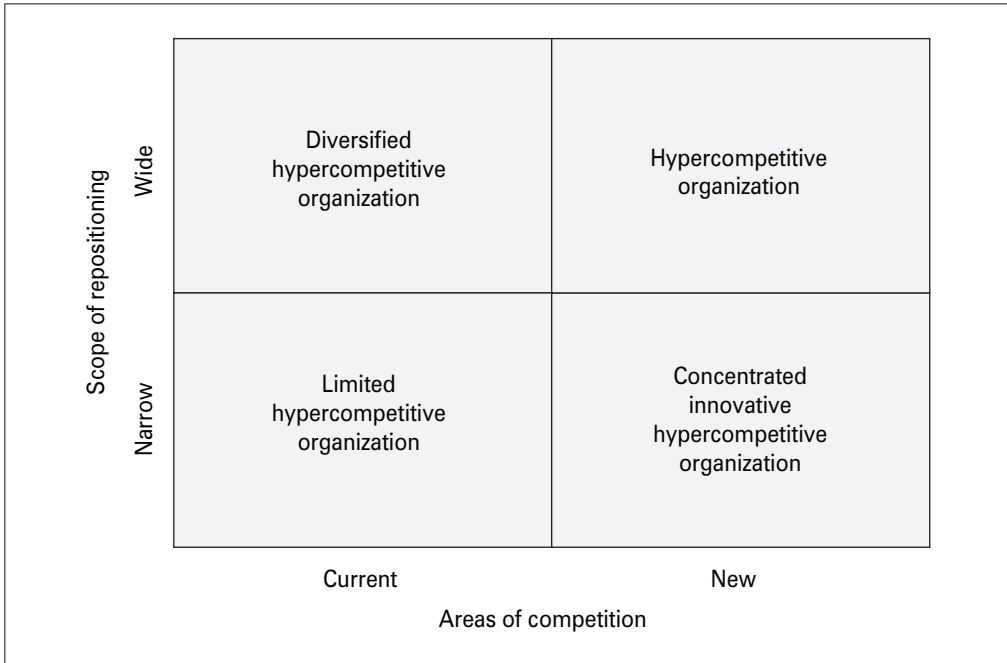 Scope of repositioning
Wide
Diversified
hypercompetitive
organization
Hypercompetitive
organization
Narrow
Limited
hypercompetitive
organization
Concentrated
innovative
hypercompetitive
organization
Current
New
Areas of competition